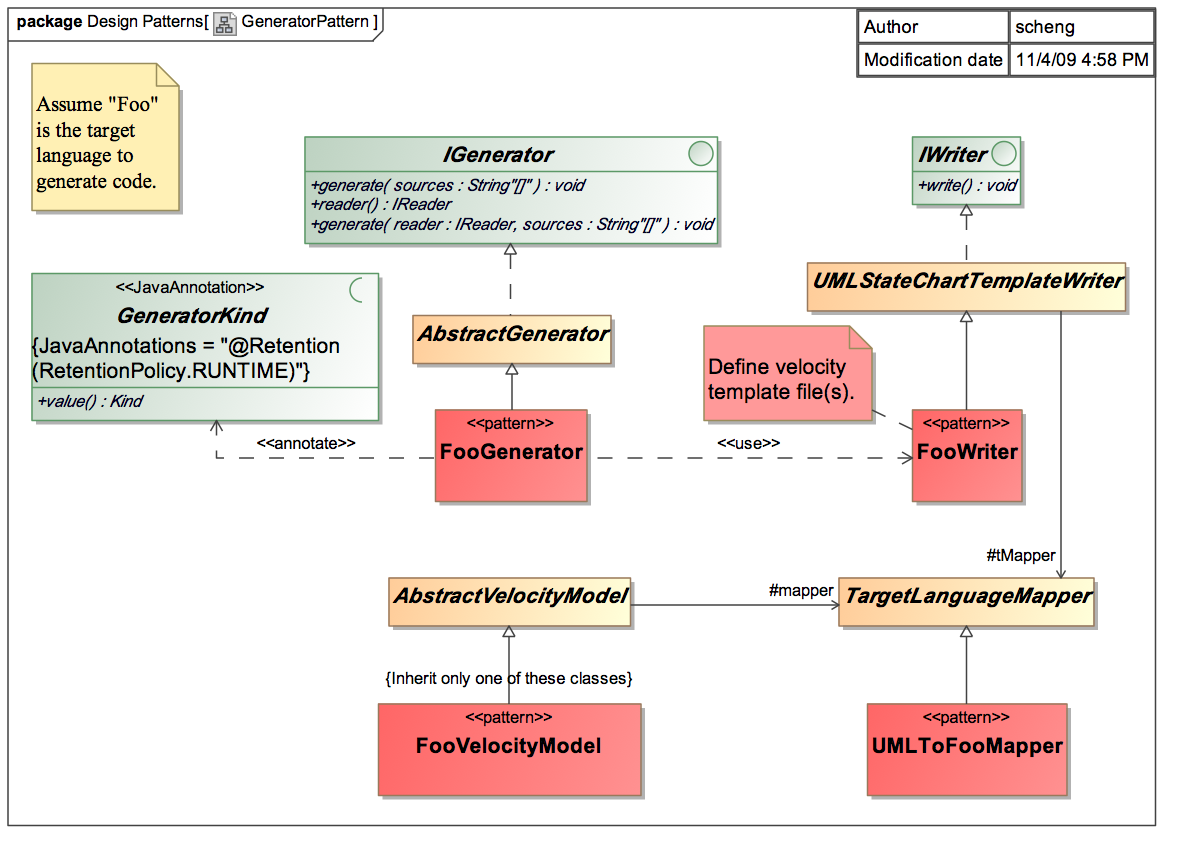 package Design Patterns[ GeneratorPattern ]
Author scheng
Modification date 11/4/09 4:58 PM
Assume "Foo"
is the target
language to
generate code.
IGenerator
+generate( sources : String"[]" ) : void
+reader() : IReader
+generate( reader : IReader, sources : String"[]" ) : void
IWriter
+write() : void
<<JavaAnnotation>>
GeneratorKind
{JavaAnnotations = "@Retention
(RetentionPolicy.RUNTIME)"}
+value() : Kind
AbstractGenerator
UMLStateChartTemplateWriter
Define velocity
template file(s).
<<annotate>>
<<pattern>>
FooGenerator
<<use>>
<<pattern>>
FooWriter
#tMapper
AbstractVelocityModel
#mapper
TargetLanguageMapper
{Inherit only one of these classes}
<<pattern>>
FooVelocityModel
<<pattern>>
UMLToFooMapper